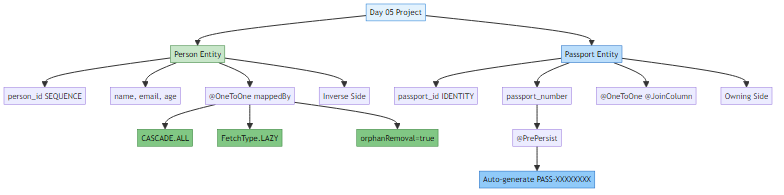 Day 05 Project
Person Entity
Passport Entity
person_id SEQUENCE
name, email, age
@OneToOne mappedBy
Inverse Side
passport_id IDENTITY
passport_number
@OneToOne @JoinColumn
Owning Side
CASCADE.ALL
FetchType.LAZY
orphanRemoval=true
@PrePersist
Auto-generate PASS-XXXXXXXX